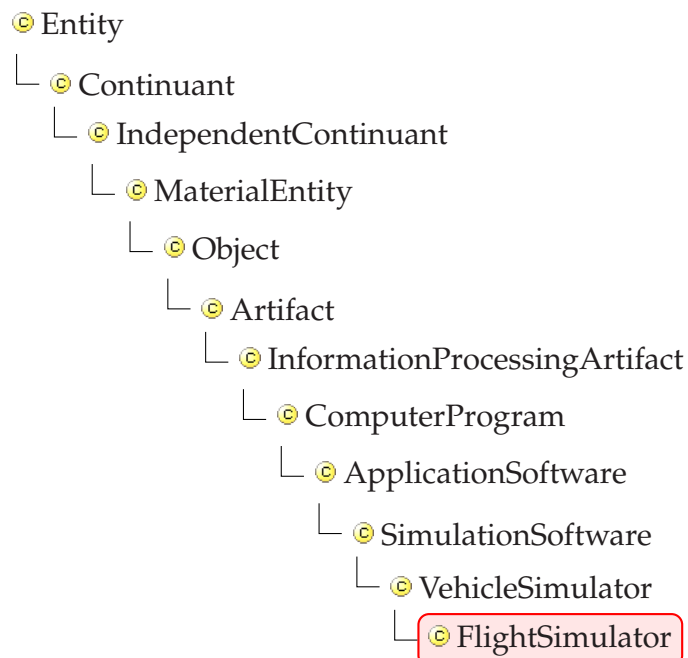 Entity
Continuant
IndependentContinuant
MaterialEntity
Object
Artifact
InformationProcessingArtifact
ComputerProgram
ApplicationSoftware
SimulationSoftware
VehicleSimulator
FlightSimulator